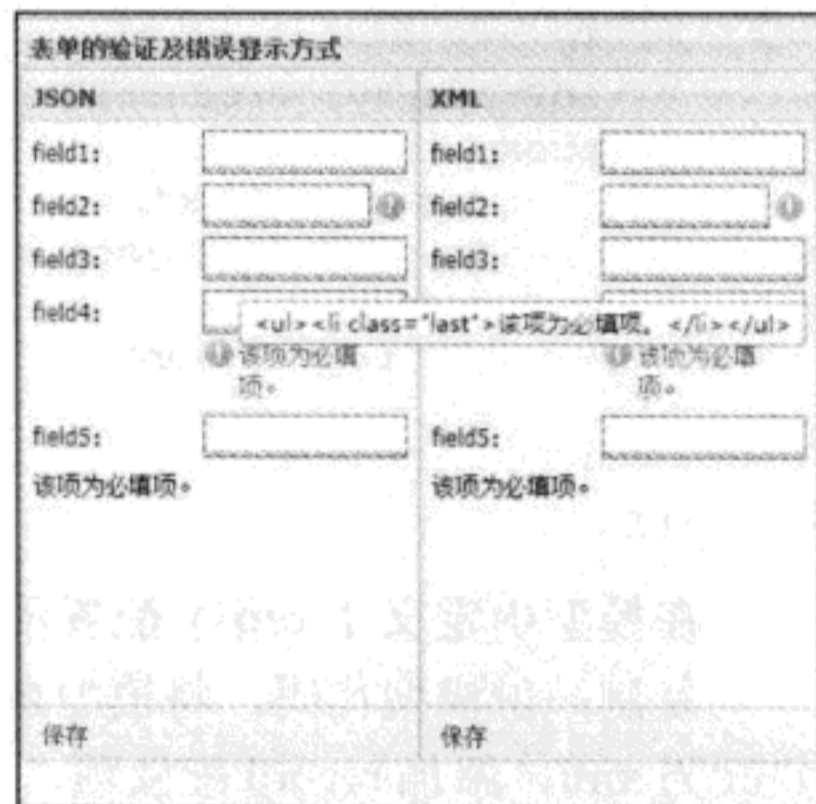 表单的验证及错误显示方式
JSON
field1:
field2:
field3:
field4:
该项为必填
项。
field5:
该项为必填项。
保存
XML
field1:
field2:
field3:
<ul><li class="last">该项为必填项。</li></ul>
该项为必填
项。
field5:
该项为必填项。
保存